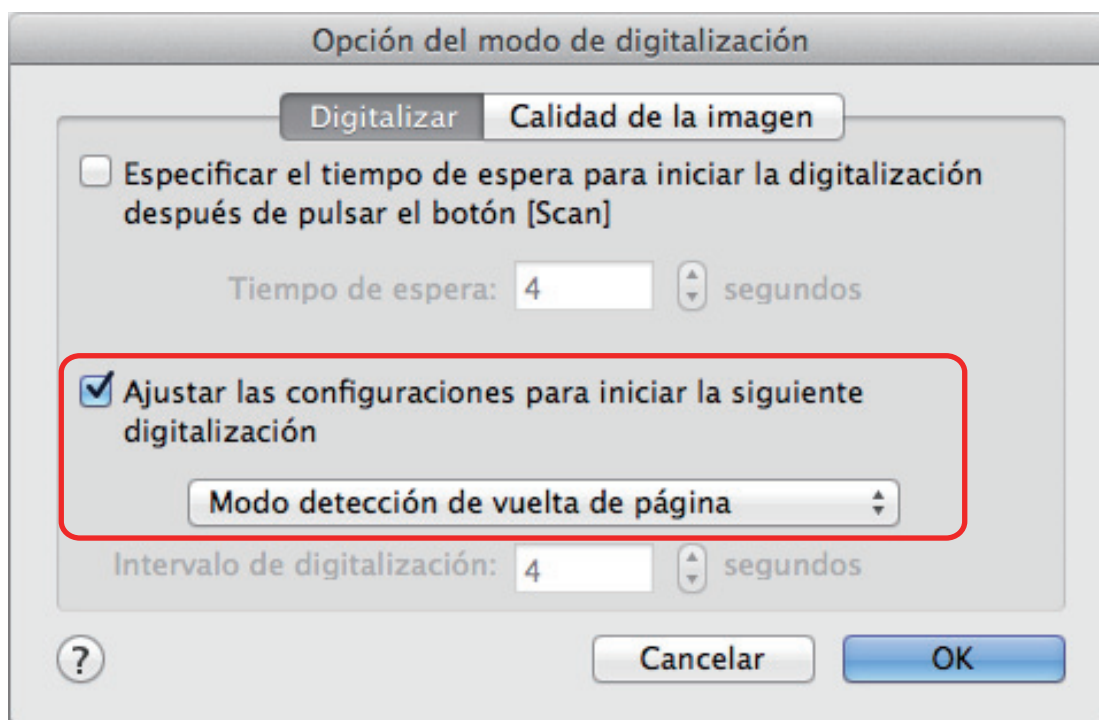 Opción del modo de digitalización
Digitalizar
Calidad de la imagen
Especificar el tiempo de espera para iniciar la digitalización
después de pulsar el botón [Scan]
Tiempo de espera: 4 segundos
Ajustar las configuraciones para iniciar la siguiente
digitalización
Modo detección de vuelta de página
Intervalo de digitalización: 4 segundos
? Cancelar OK